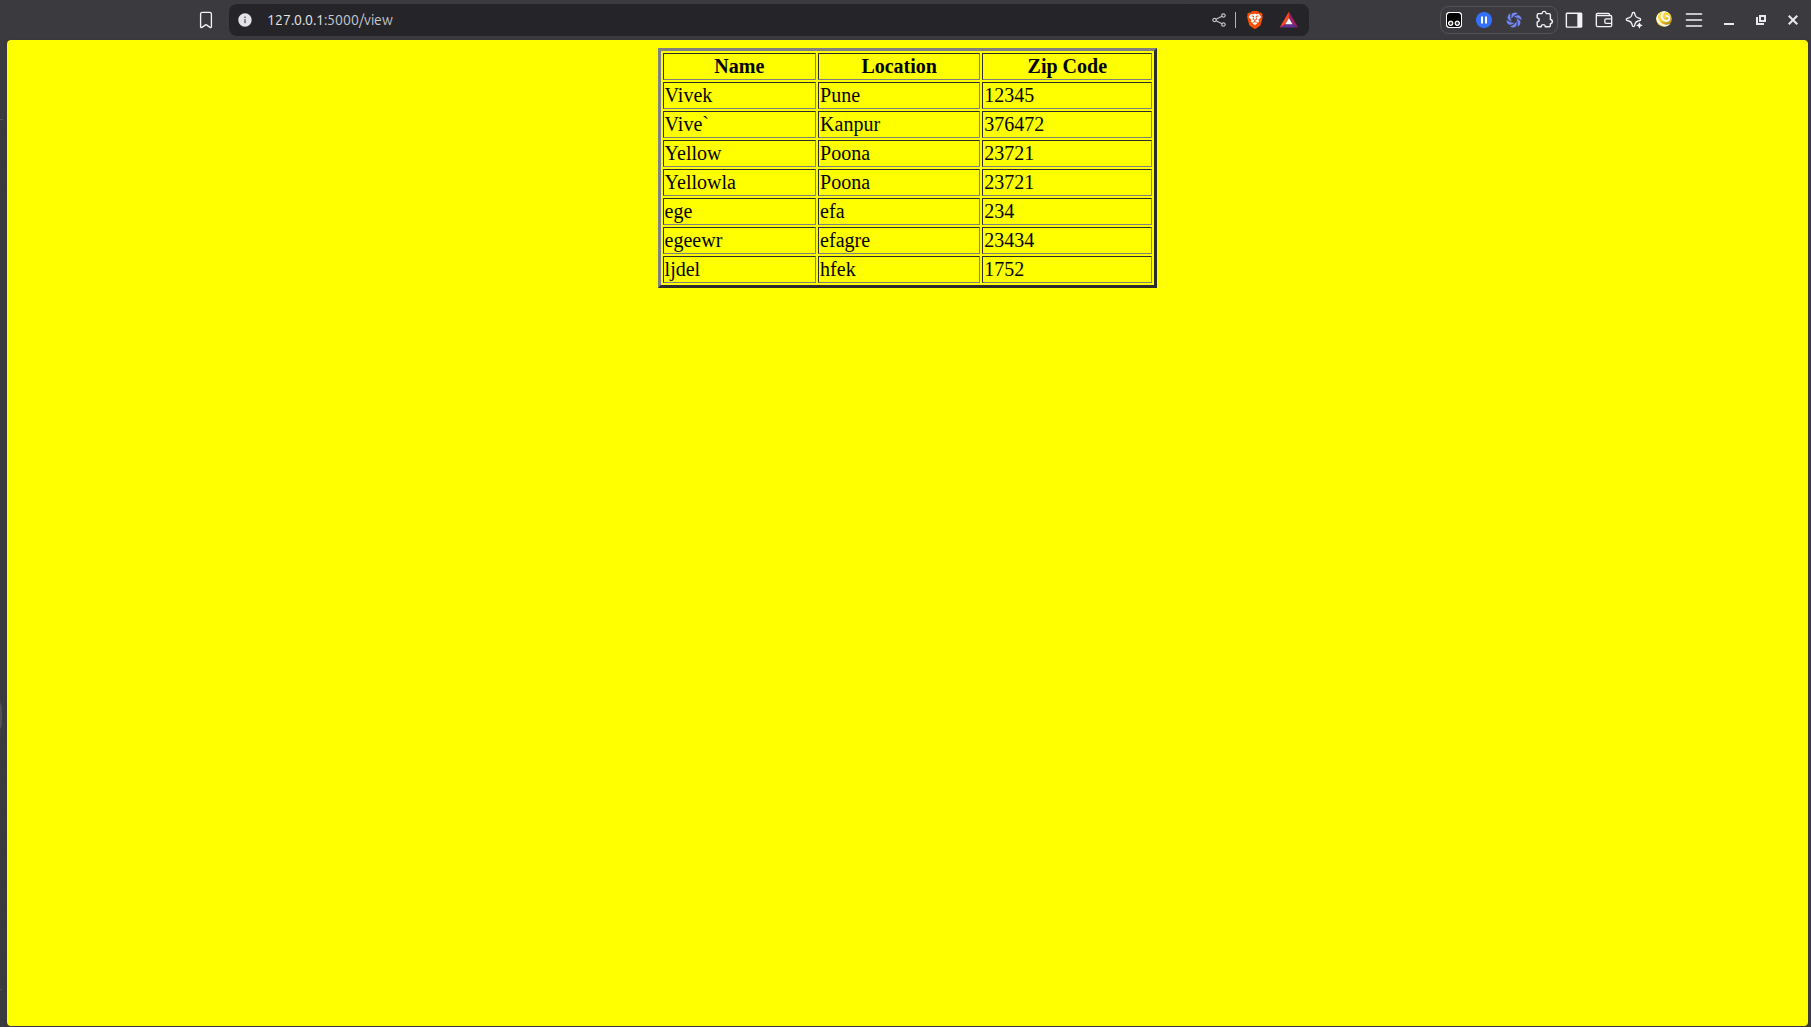 127.0.0.1:5000/view
Name Location Zip Code
Vivek Pune 12345
Vive` Kanpur 376472
Yellow Poona 23721
Yellowla Poona 23721
ege efa 234
egeewr efagre 23434
ljdel hfek 1752